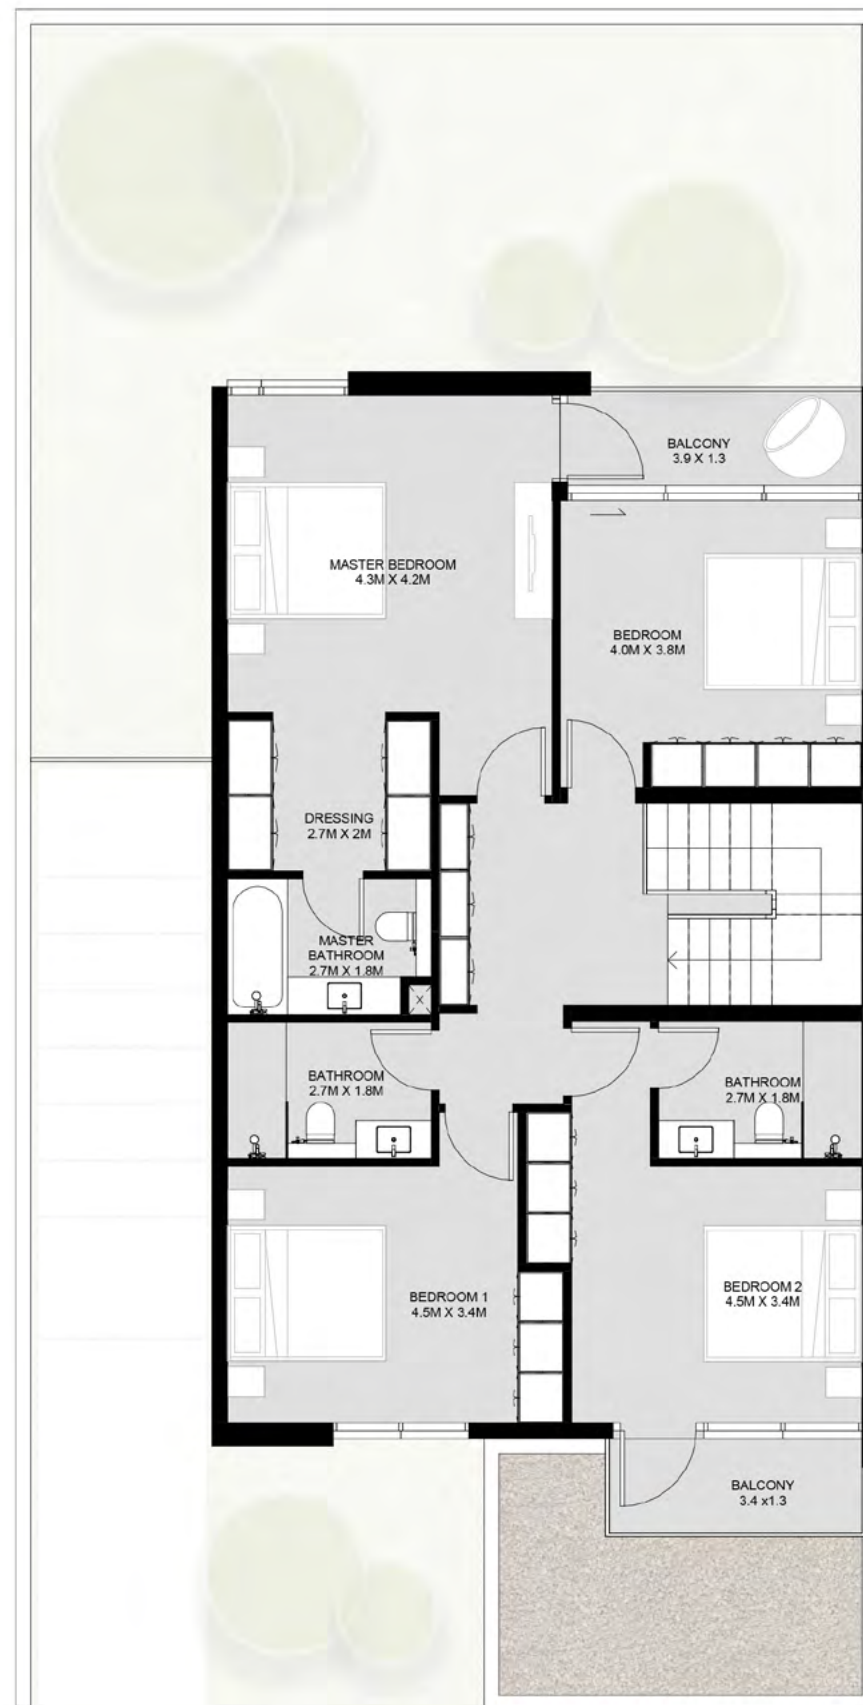 BALCONY
3.9 X 1.3
MASTER BEDROOM
4.3M X 4.2M
BEDROOM
4.0M X 3.8M
DRESSING
2.7M X 2M
MASTER
BATHROOM
2.7M X 1.8M
X
BATHROOM
2.7M X 1.8M
BATHROOM
2.7M X 1.8M
BEDROOM 1
4.5M X 3.4M
BEDROOM 2
4.5M X 3.4M
BALCONY
3.4 x1.3